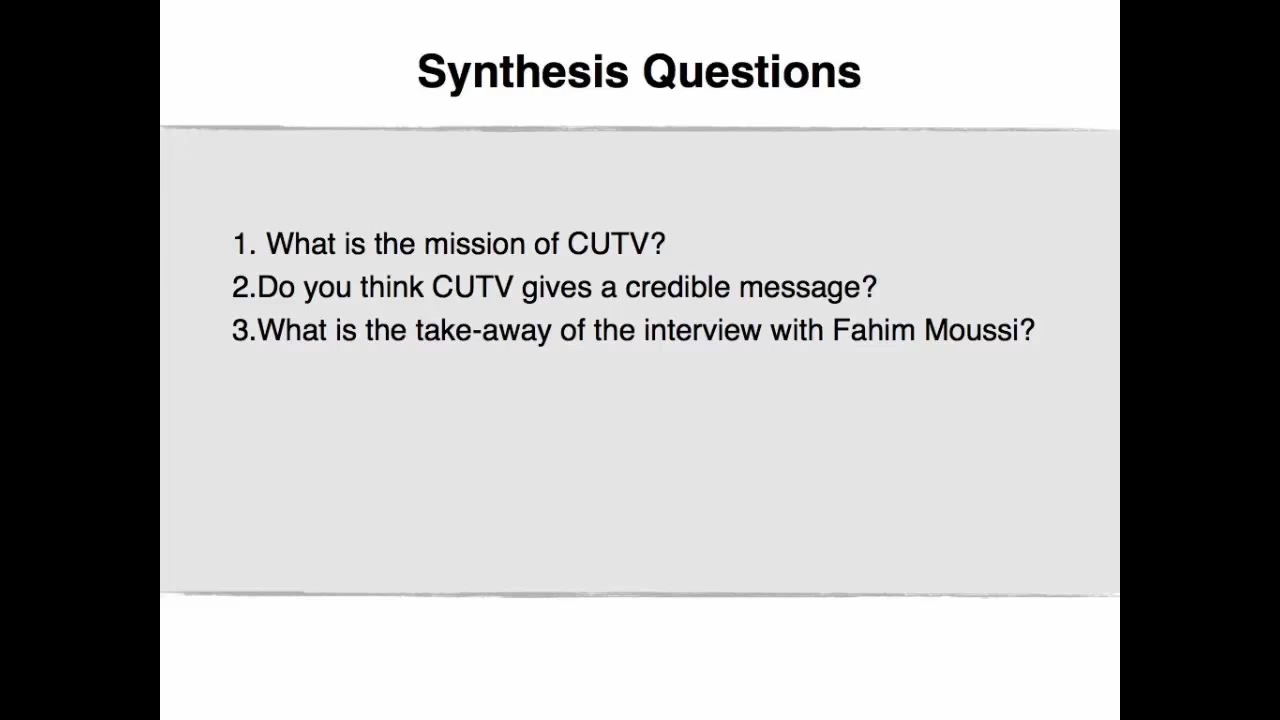 Synthesis Questions
1. What is the mission of CUTV?
2.Do you think CUTV gives a credible message?
3.What is the take-away of the interview with Fahim Moussi?